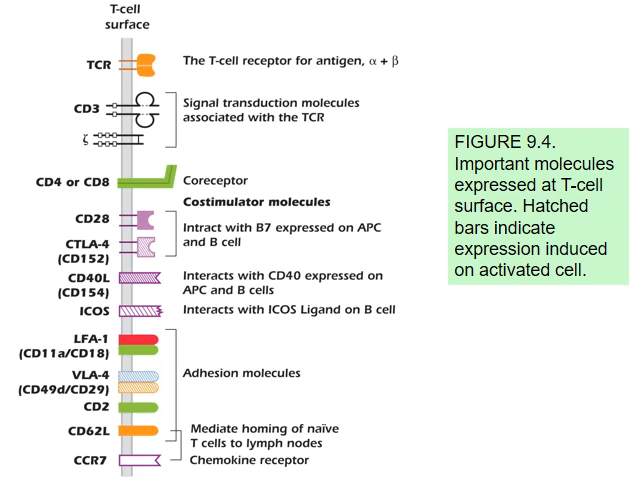 T-cell
surface
TCR
The T-cell receptor for antigen, α + β
CD3
Signal transduction molecules
associated with the TCR
ζ
CD4 or CD8
Coreceptor
Costimulator molecules
CD28
Intract with B7 expressed on APC
and B cell
CTLA-4
(CD152)
CD40L
(CD154)
Interacts with CD40 expressed on
APC and B cells
ICOS
Interacts with ICOS Ligand on B cell
LFA-1
(CD11a/CD18)
VLA-4
(CD49d/CD29)
Adhesion molecules
CD2
CD62L
Mediate homing of naïve
T cells to lymph nodes
CCR7
Chemokine receptor
FIGURE 9.4.
Important molecules
expressed at T-cell
surface. Hatched
bars indicate
expression induced
on activated cell.